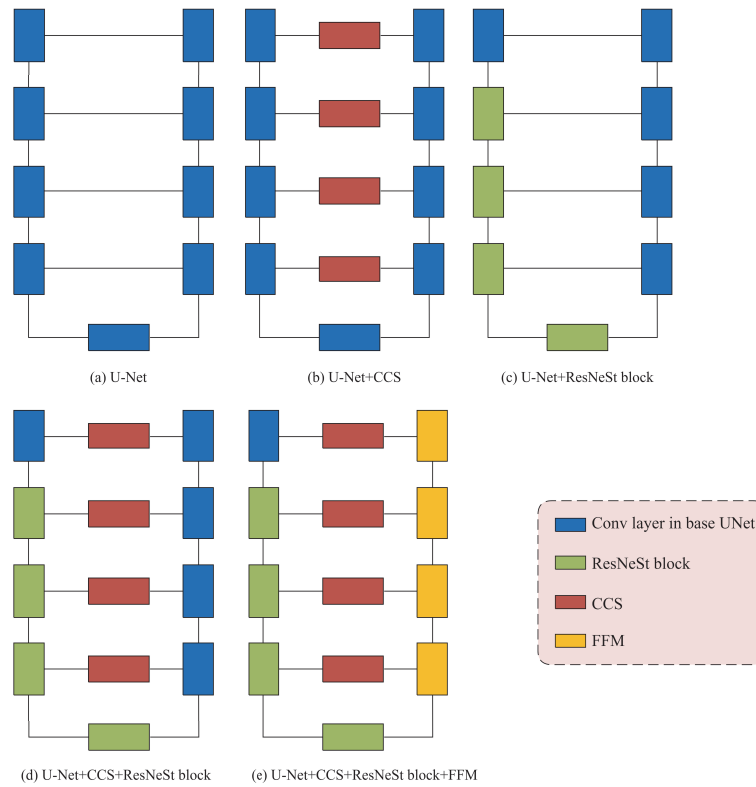 (a) U-Net
(b) U-Net+CCS
(c) U-Net+ResNeSt block
Conv layer in base UNet
ResNeSt block
CCS
FFM
(d) U-Net+CCS+ResNeSt block
(e) U-Net+CCS+ResNeSt block+FFM